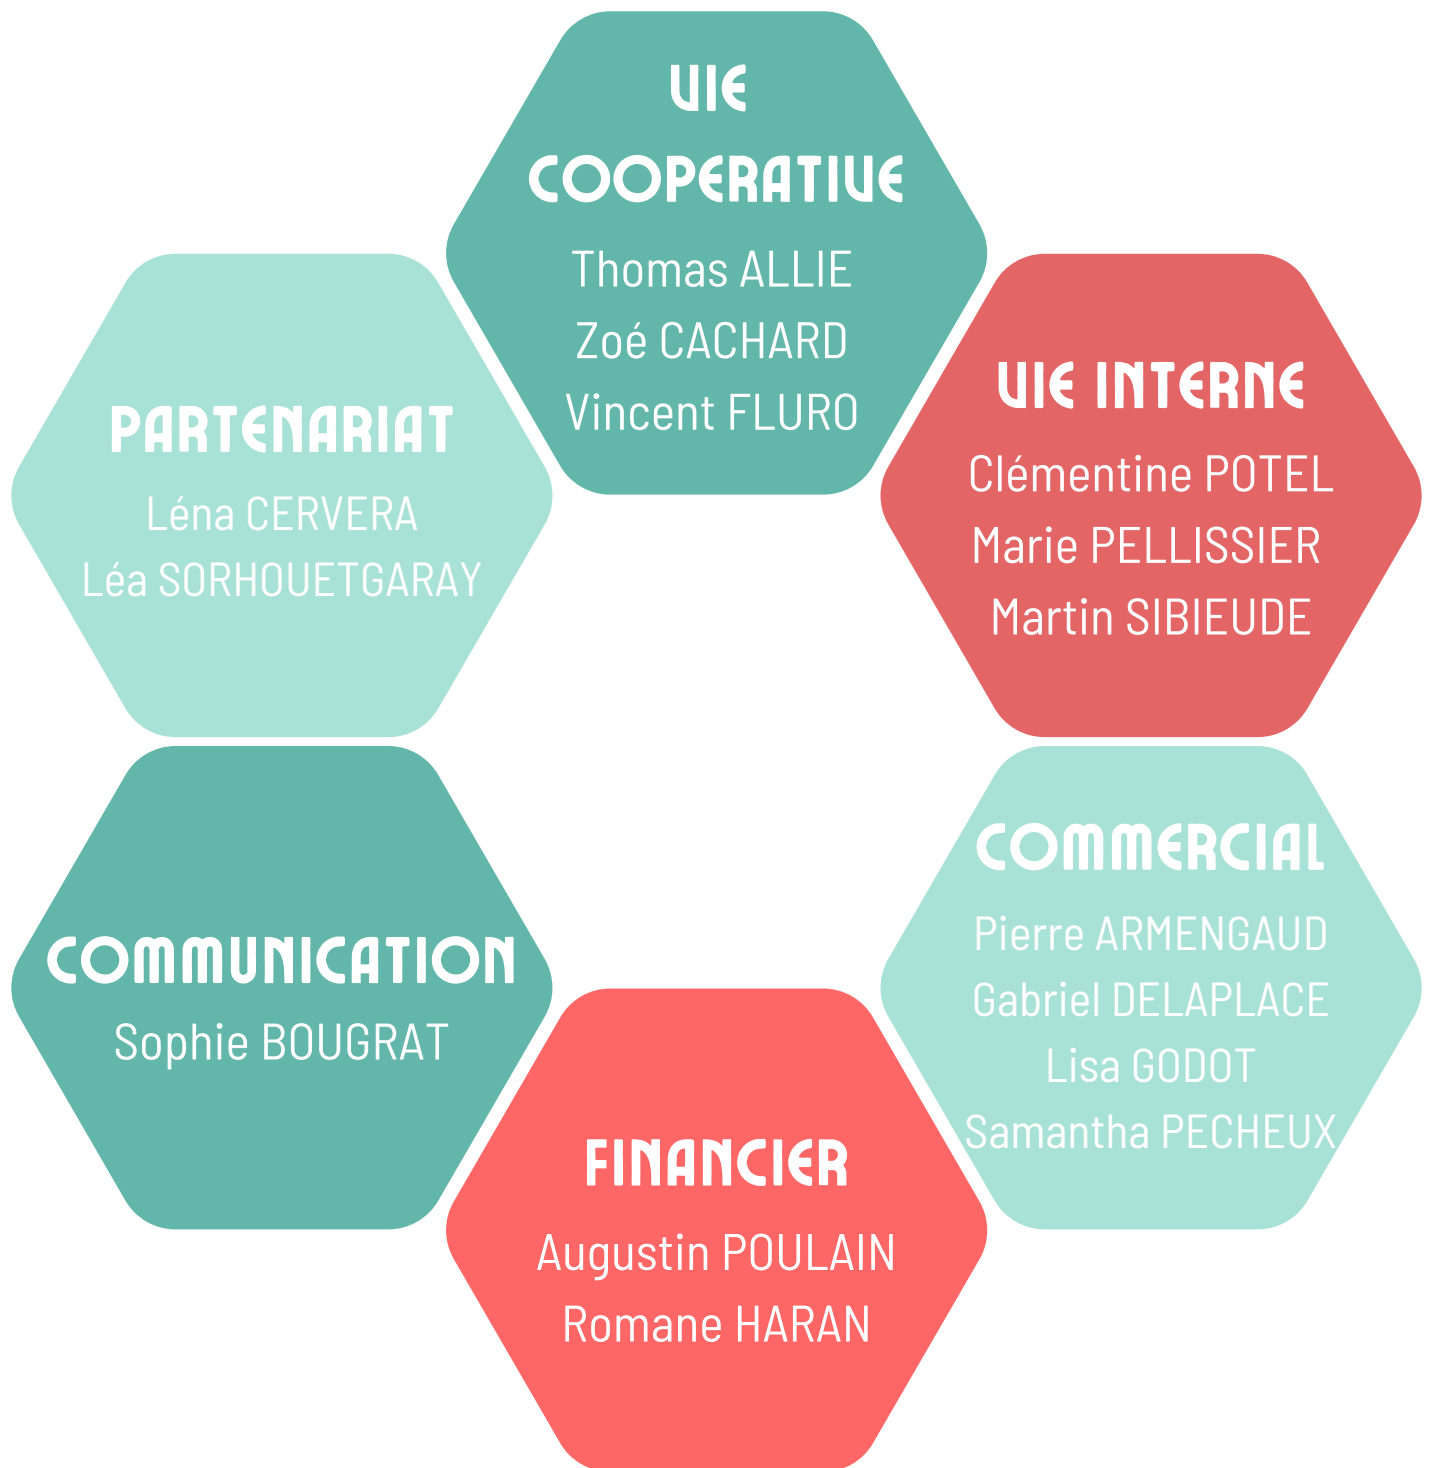 VIE
COOPERATIVE
Thomas ALLIE
Zoé CACHARD
Vincent FLURO
VIE INTERNE
Clémentine POTEL
Marie PELLISSIER
Martin SIBIEUDE
PARTENARIAT
Léna CERVERA
Léa SORHOUETGARAY
COMMERCIAL
Pierre ARMENGAUD
Gabriel DELAPLACE
Lisa GODOT
Samantha PECHEUX
COMMUNICATION
Sophie BOUGRAT
FINANCIER
Augustin POULAIN
Romane HARAN